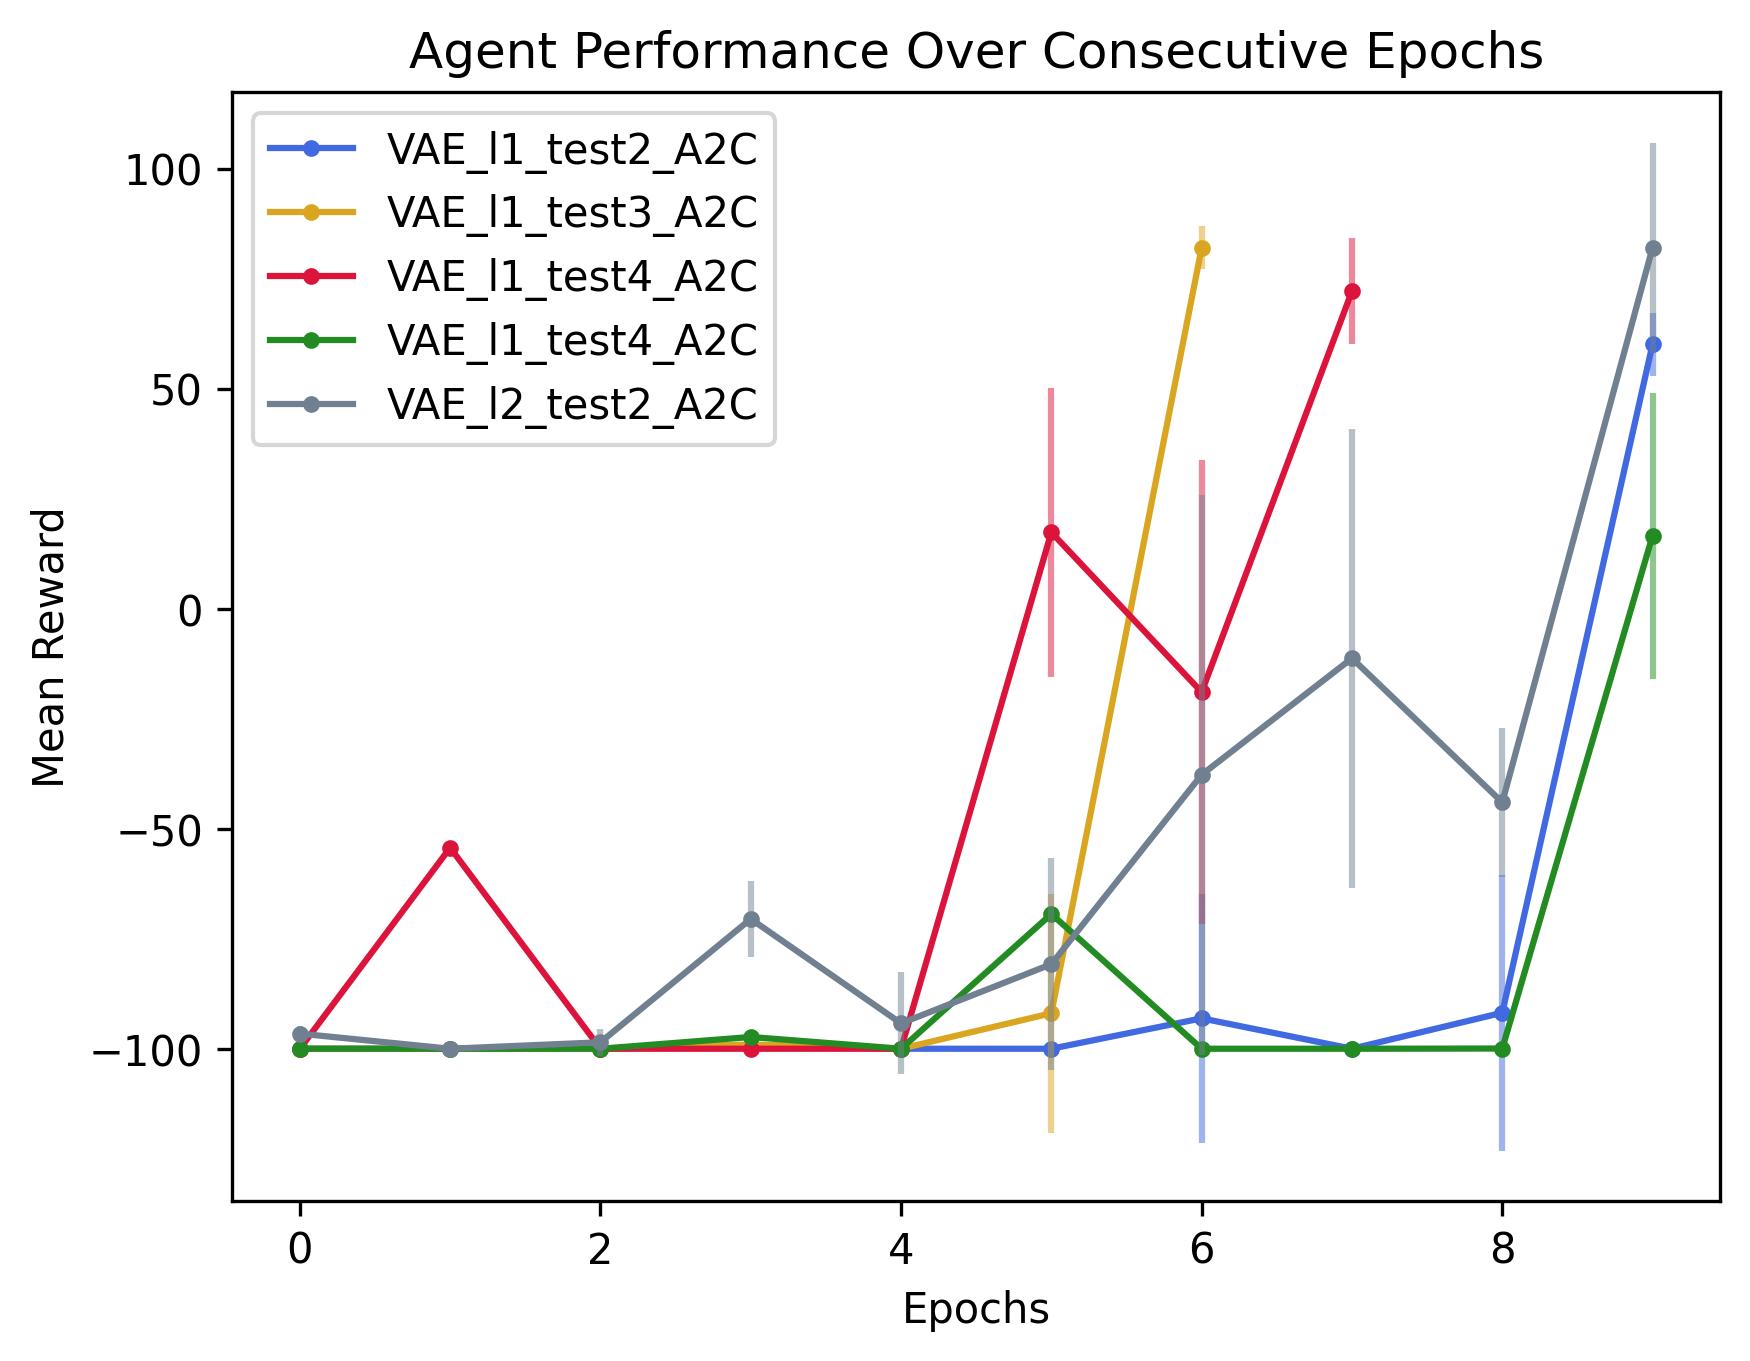 Agent Performance Over Consecutive Epochs
VAE_l1_test2_A2C
VAE_l1_test3_A2C
VAE_l1_test4_A2C
VAE_l1_test4_A2C
VAE_l2_test2_A2C
100
50
0
−50
−100
Mean Reward
0 2 4 6 8
Epochs